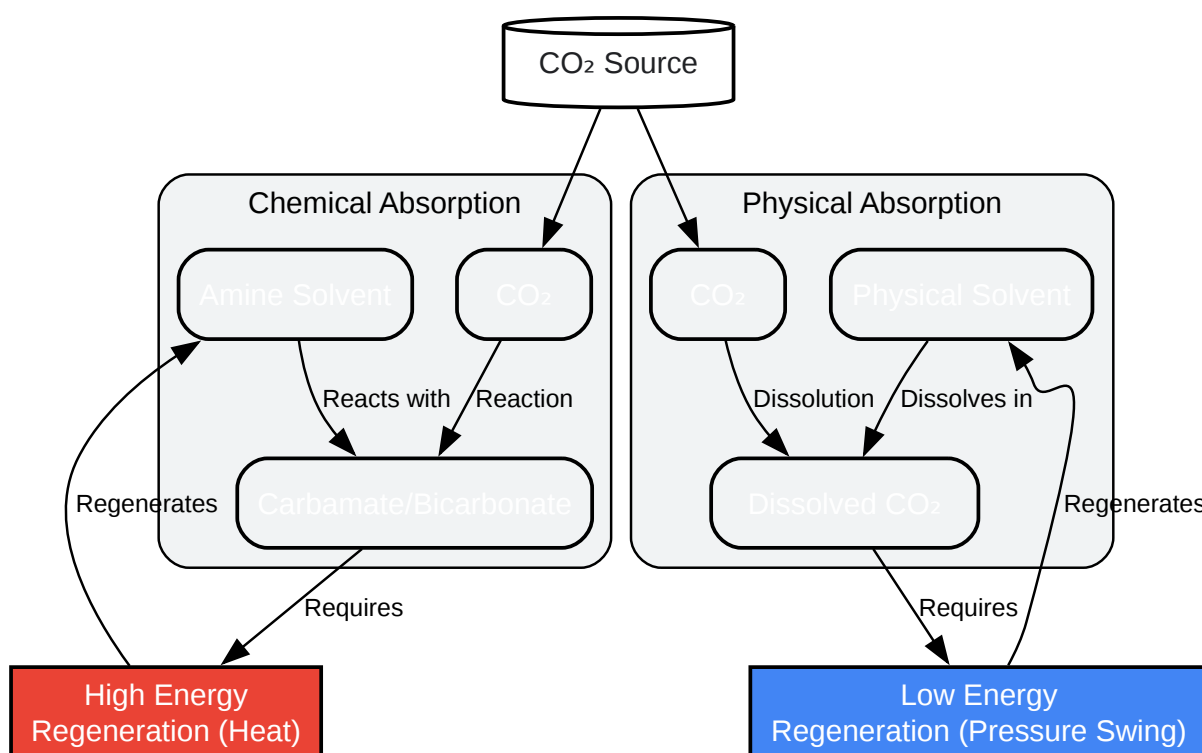 CO₂ Source
Chemical Absorption
Physical Absorption
Amine Solvent
CO₂
CO₂
Physical Solvent
Reacts with
Reaction
Dissolution
Dissolves in
Regenerates
Carbamate/Bicarbonate
Dissolved CO₂
Regenerates
Requires
Requires
High Energy
Regeneration (Heat)
Low Energy
Regeneration (Pressure Swing)